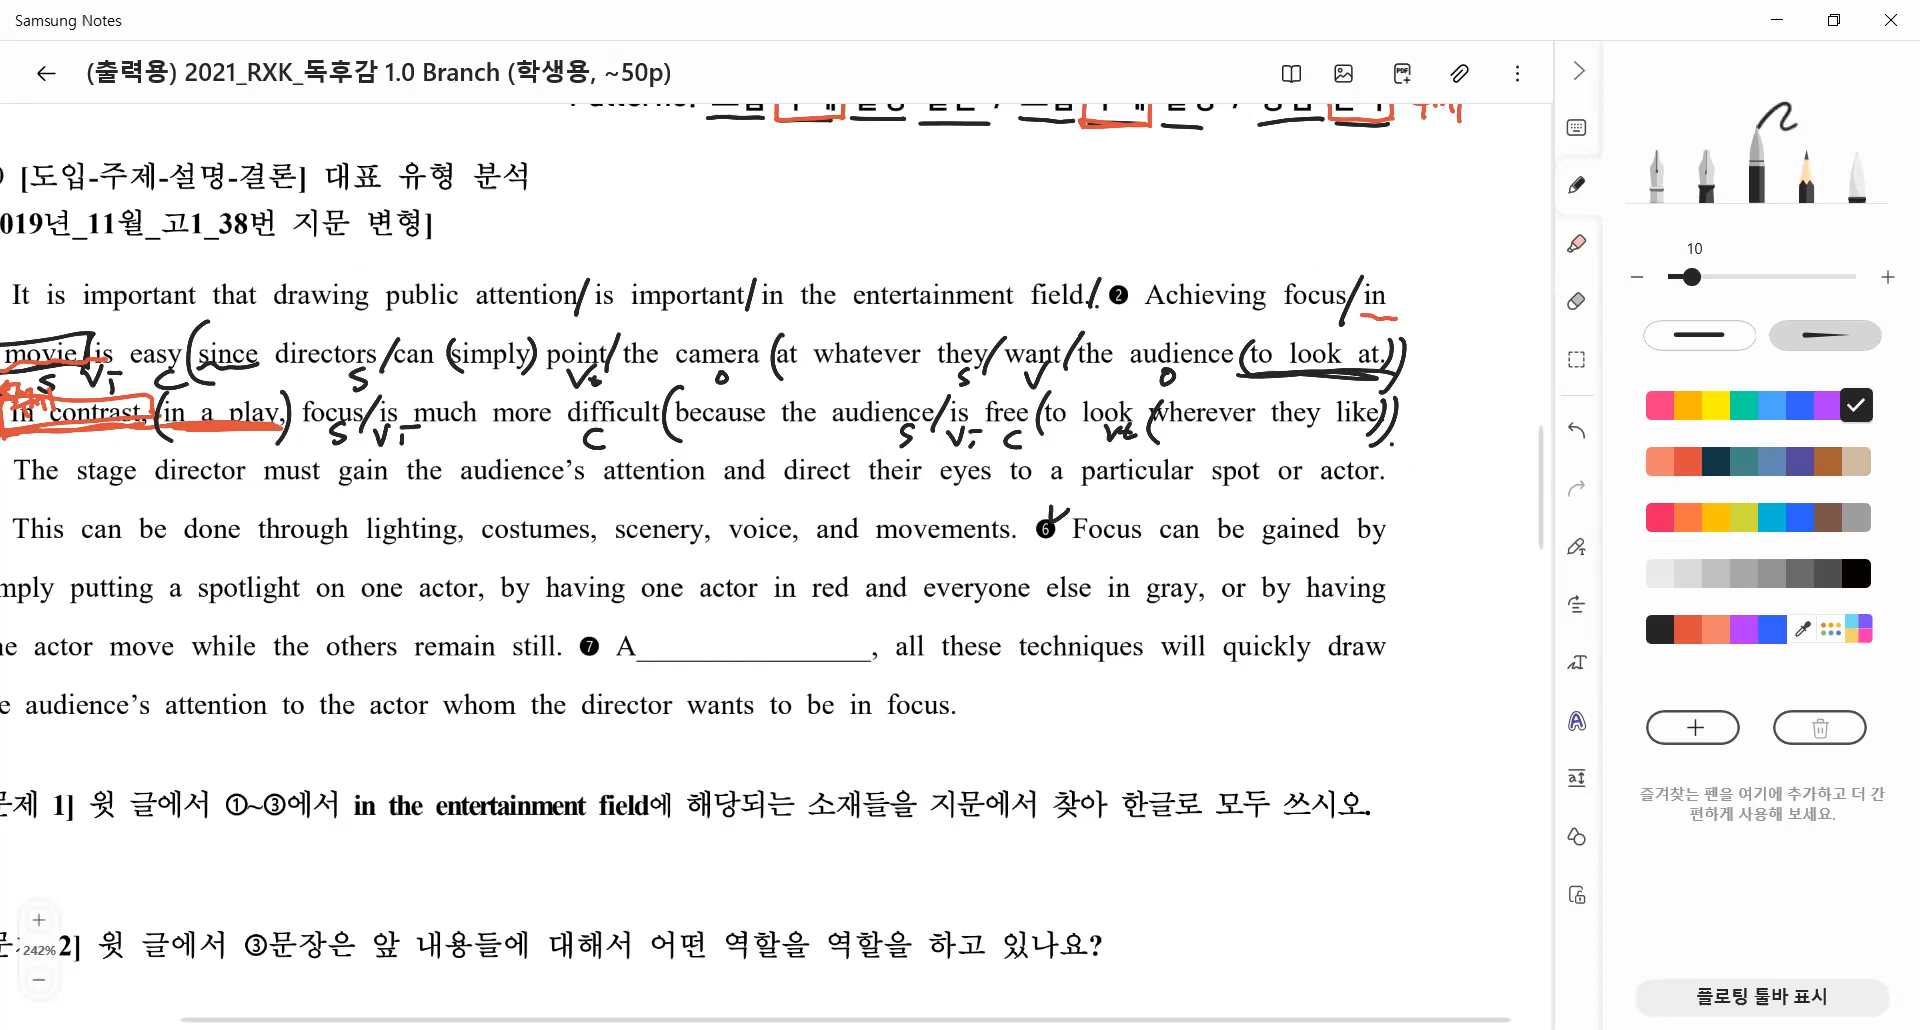 Samsung Notes
(출력용) 2021_RXK_독후감 1.0 Branch (학생용, ~50p)
[도입-주제-설명-결론] 대표 유형 분석
019년_11월_고1_38번 지문 변형]
It is important that drawing public attention is important in the entertainment field. ❷ Achieving focus in
movie is easy since directors can simply point the camera at whatever they want the audience to look at.
S V C S Vt O S V O
In contrast, in a play, focus is much more difficult because the audience is free to look wherever they like.
S V C S V C Vt
The stage director must gain the audience’s attention and direct their eyes to a particular spot or actor.
This can be done through lighting, costumes, scenery, voice, and movements. ❻ Focus can be gained by
mply putting a spotlight on one actor, by having one actor in red and everyone else in gray, or by having
e actor move while the others remain still. ❼ A________________, all these techniques will quickly draw
e audience’s attention to the actor whom the director wants to be in focus.
문제 1] 윗 글에서 ①~③에서 in the entertainment field에 해당되는 소재들을 지문에서 찾아 한글로 모두 쓰시오.
2] 윗 글에서 ③문장은 앞 내용들에 대해서 어떤 역할을 역할을 하고 있나요?
242%
10
즐겨찾는 펜을 여기에 추가하고 더 간
편하게 사용해 보세요.
플로팅 툴바 표시